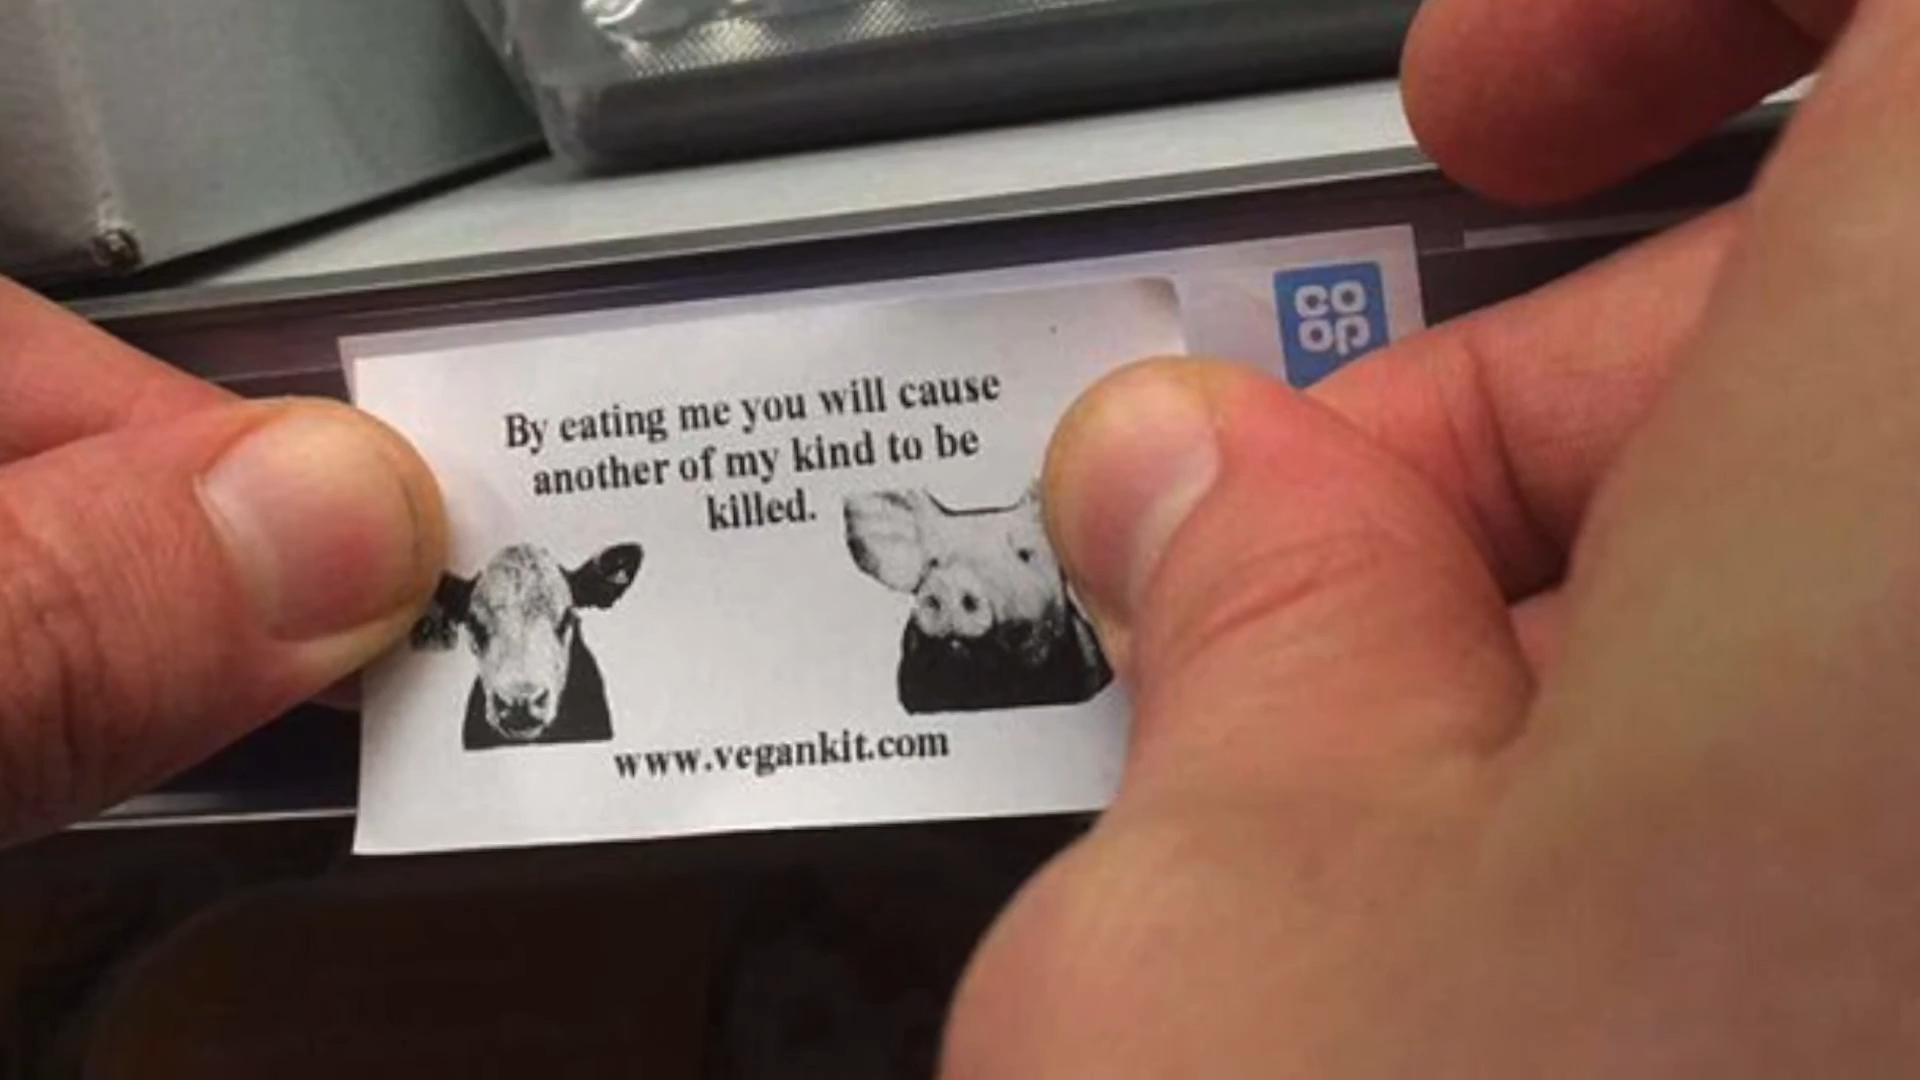 co
op
By eating me you will cause
another of my kind to be
killed.
www.vegankit.com